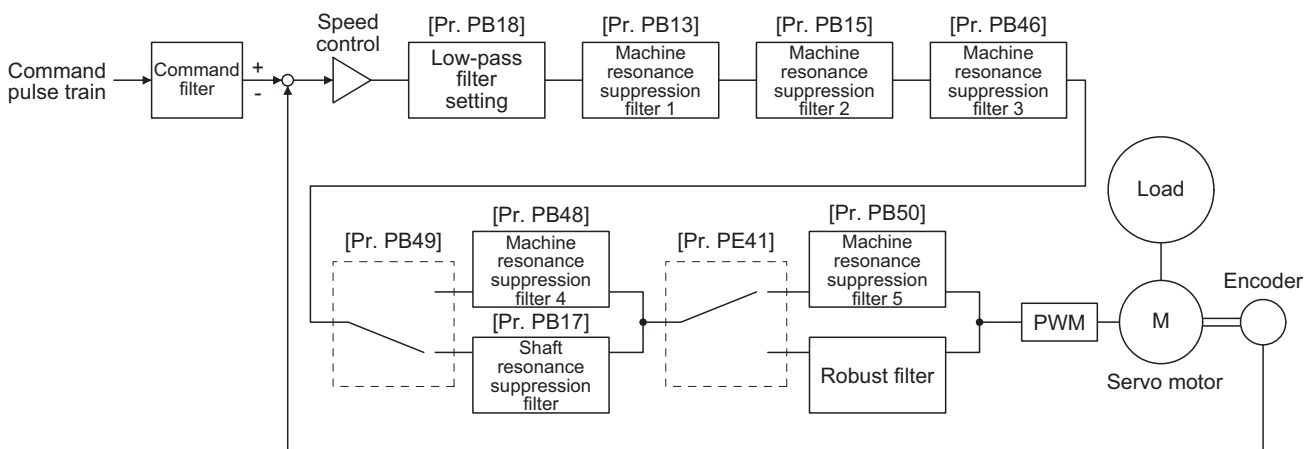 [Pr. PB18]
[Pr. PB13]
[Pr. PB15]
[Pr. PB46]
Speed
control
Command
pulse train
Command
filter
+
-
Low-pass
filter
setting
Machine
resonance
suppression
filter 1
Machine
resonance
suppression
filter 2
Machine
resonance
suppression
filter 3
Load
[Pr. PB48]
[Pr. PB50]
[Pr. PB49]
[Pr. PE41]
Machine
resonance
suppression
filter 4
Machine
resonance
suppression
filter 5
Encoder
[Pr. PB17]
PWM
M
Shaft
resonance
suppression
filter
Robust filter
Servo motor